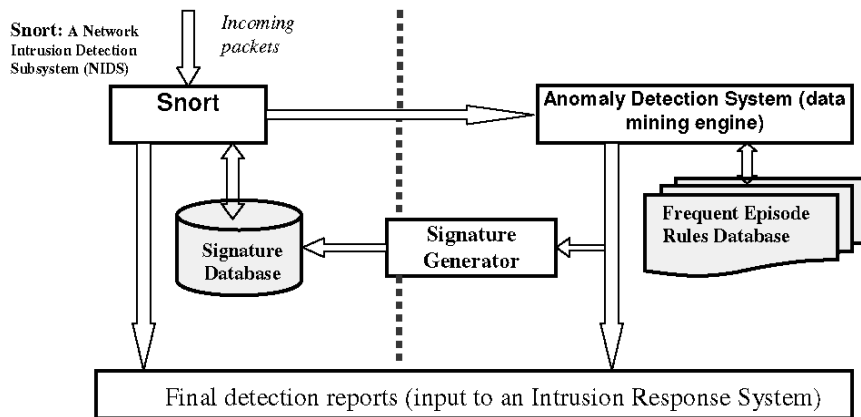 Snort: A Network
Intrusion Detection
Subsystem (NIDS)
Incoming
packets
Snort
Anomaly Detection System (data
mining engine)
Frequent Episode
Rules Database
Signature
Database
Signature
Generator
Final detection reports (input to an Intrusion Response System)